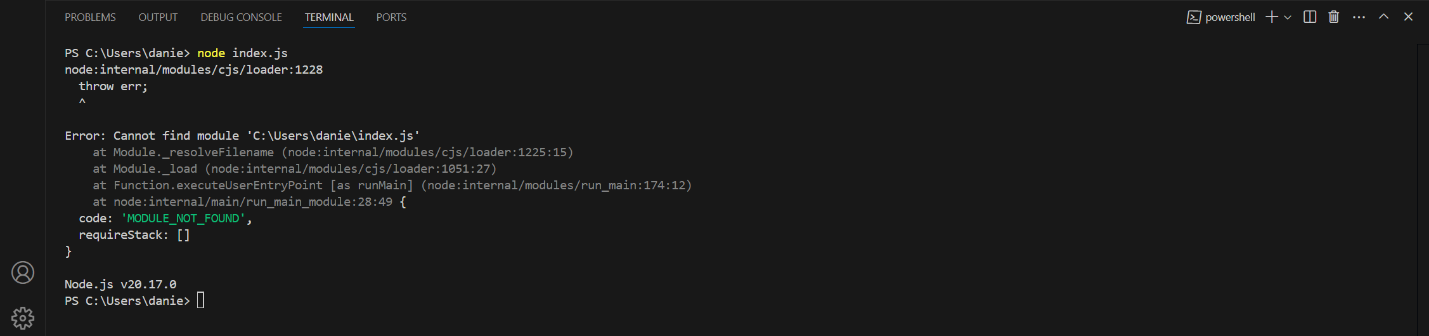 PROBLEMS OUTPUT DEBUG CONSOLE TERMINAL PORTS powershell
PS C:\Users\danie> node index.js
node:internal/modules/cjs/loader:1228
  throw err;
  ^

Error: Cannot find module 'C:\Users\danie\index.js'
    at Module._resolveFilename (node:internal/modules/cjs/loader:1225:15)
    at Module._load (node:internal/modules/cjs/loader:1051:27)
    at Function.executeUserEntryPoint [as runMain] (node:internal/modules/run_main:174:12)
    at node:internal/main/run_main_module:28:49 {
  code: 'MODULE_NOT_FOUND',
  requireStack: []
}

Node.js v20.17.0
PS C:\Users\danie>